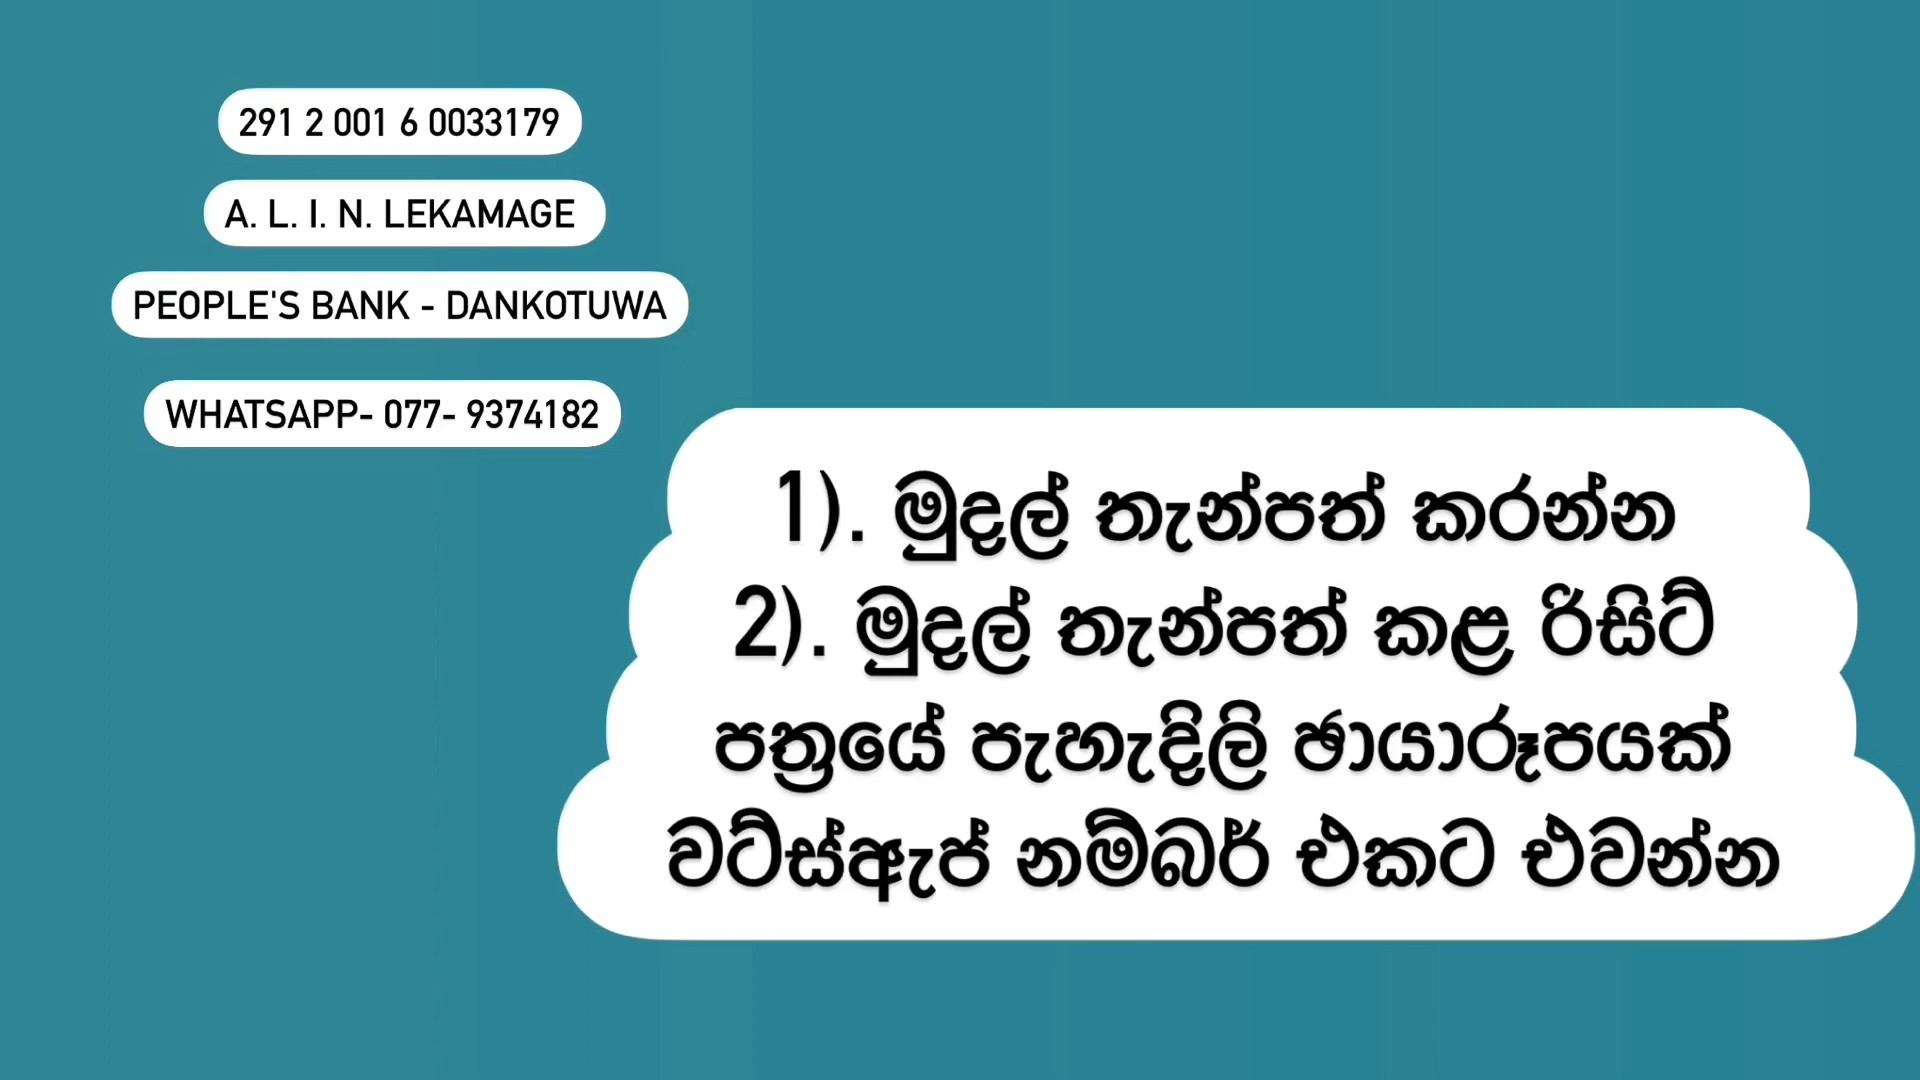 291 2 001 6 0033179
A. L. I. N. LEKAMAGE
PEOPLE'S BANK - DANKOTUWA
WHATSAPP- 077- 9374182
1). මුදල් තැන්පත් කරන්න
2). මුදල් තැන්පත් කළ රිසිට්
පත්‍රයේ පැහැදිලි ඡායාරූපයක්
වට්ස්ඇප් නම්බර් එකට එවන්න